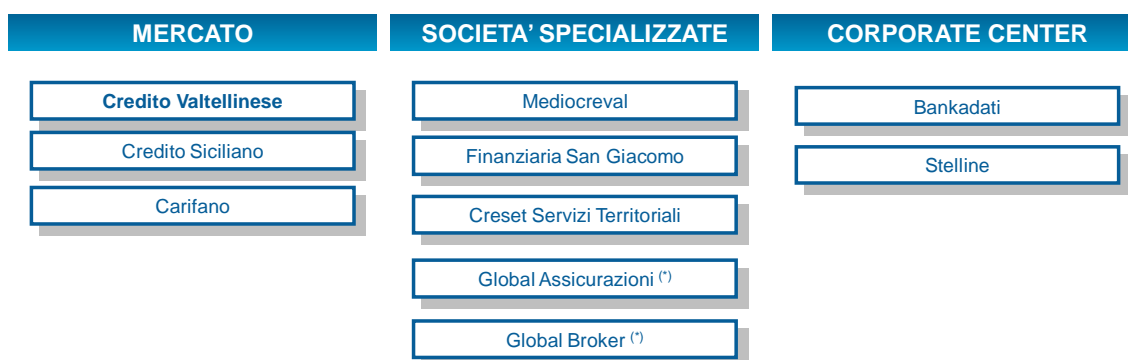 MERCATO
Credito Valtellinese
Credito Siciliano
Carifano
SOCIETA’ SPECIALIZZATE
Mediocreval
Finanziaria San Giacomo
Creset Servizi Territoriali
Global Assicurazioni (*)
Global Broker (*)
CORPORATE CENTER
Bankadati
Stelline